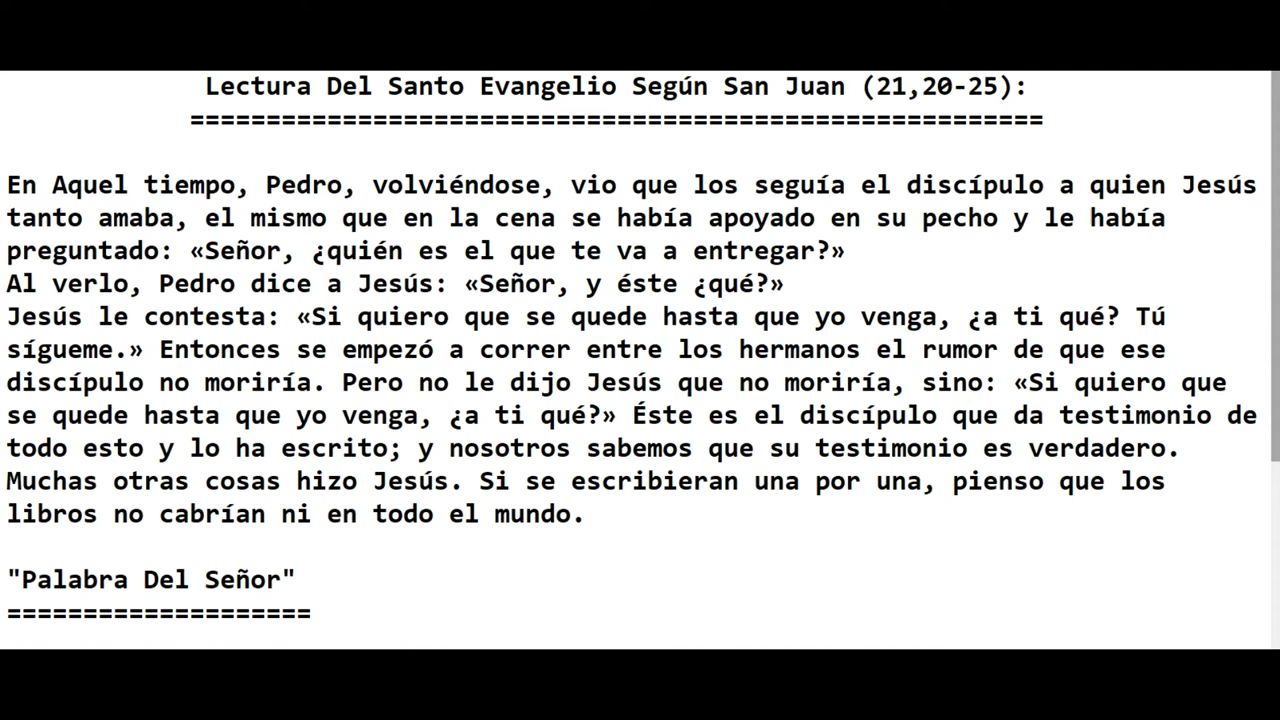 Lectura Del Santo Evangelio Según San Juan (21,20-25):
========================================================
En Aquel tiempo, Pedro, volviéndose, vio que los seguía el discípulo a quien Jesús
tanto amaba, el mismo que en la cena se había apoyado en su pecho y le había
preguntado: «Señor, ¿quién es el que te va a entregar?»
Al verlo, Pedro dice a Jesús: «Señor, y éste ¿qué?»
Jesús le contesta: «Si quiero que se quede hasta que yo venga, ¿a ti qué? Tú
sígueme.» Entonces se empezó a correr entre los hermanos el rumor de que ese
discípulo no moriría. Pero no le dijo Jesús que no moriría, sino: «Si quiero que
se quede hasta que yo venga, ¿a ti qué?» Éste es el discípulo que da testimonio de
todo esto y lo ha escrito; y nosotros sabemos que su testimonio es verdadero.
Muchas otras cosas hizo Jesús. Si se escribieran una por una, pienso que los
libros no cabrían ni en todo el mundo.
"Palabra Del Señor"
====================